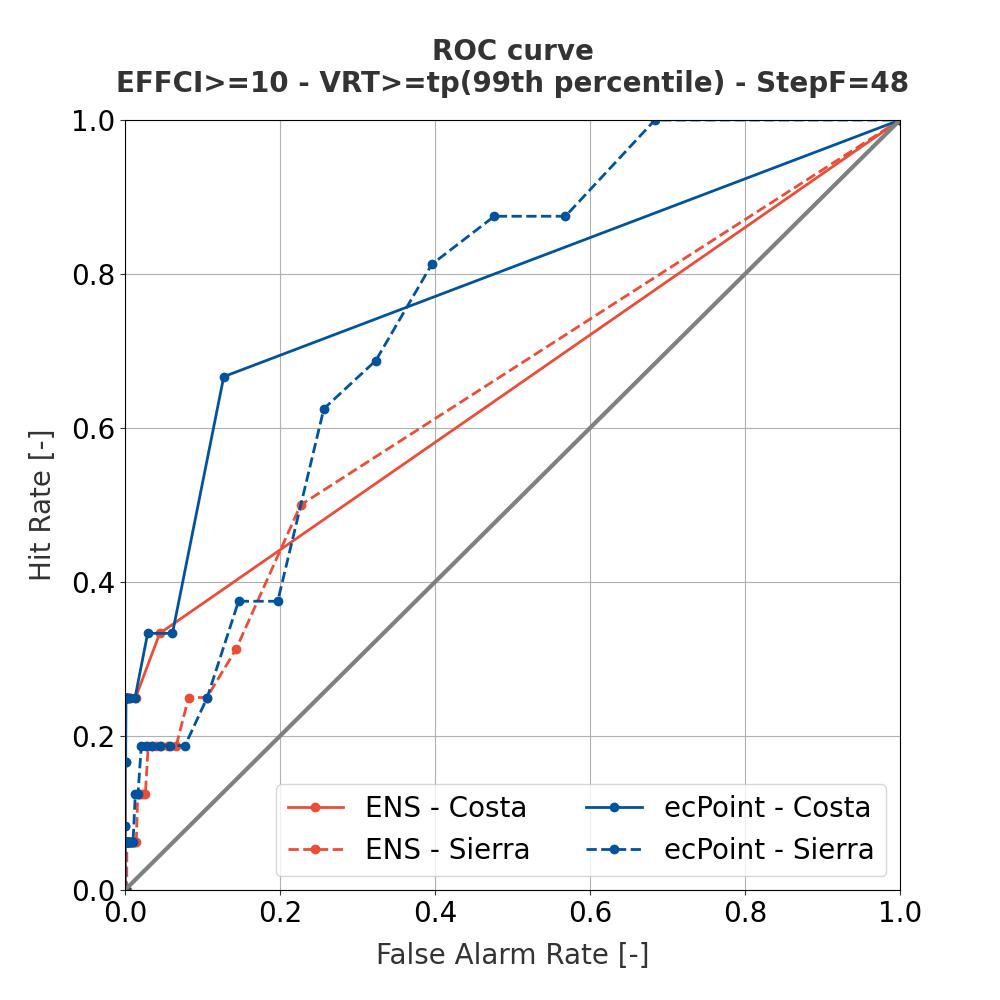 ROC curve
EFFCI>=10 - VRT>=tp(99th percentile) - StepF=48
1.0
0.8
0.6
0.4
0.2
0.0
Hit Rate [-]
ENS - Costa
ENS - Sierra
ecPoint - Costa
ecPoint - Sierra
0.0 0.2 0.4 0.6 0.8 1.0
False Alarm Rate [-]